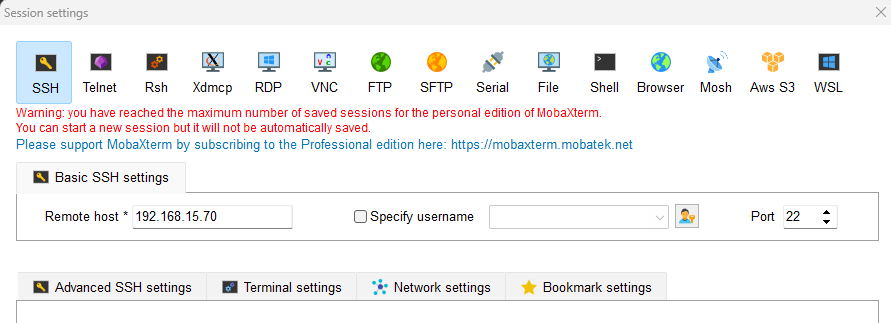 Session settings
SSH Telnet Rsh Xdmcp RDP VNC FTP SFTP Serial File Shell Browser Mosh Aws S3 WSL
Warning: you have reached the maximum number of saved sessions for the personal edition of MobaXterm.
You can start a new session but it will not be automatically saved.
Please support MobaXterm by subscribing to the Professional edition here: https://mobaxterm.mobatek.net
Basic SSH settings
Remote host * 192.168.15.70 Specify username Port 22
Advanced SSH settings Terminal settings Network settings Bookmark settings